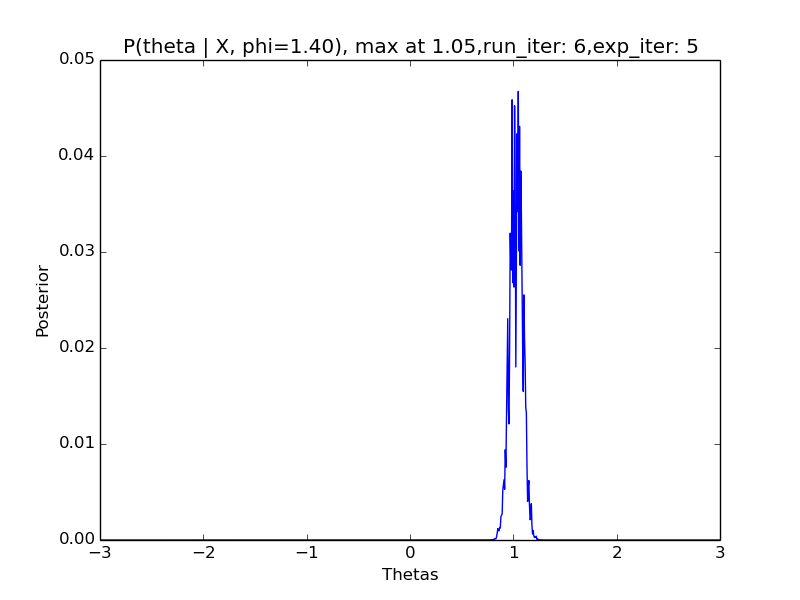 P(theta | X, phi=1.40), max at 1.05,run_iter: 6,exp_iter: 5
0.05
0.04
0.03
0.02
0.01
0.00
Posterior
−3 −2 −1 0 1 2 3
Thetas